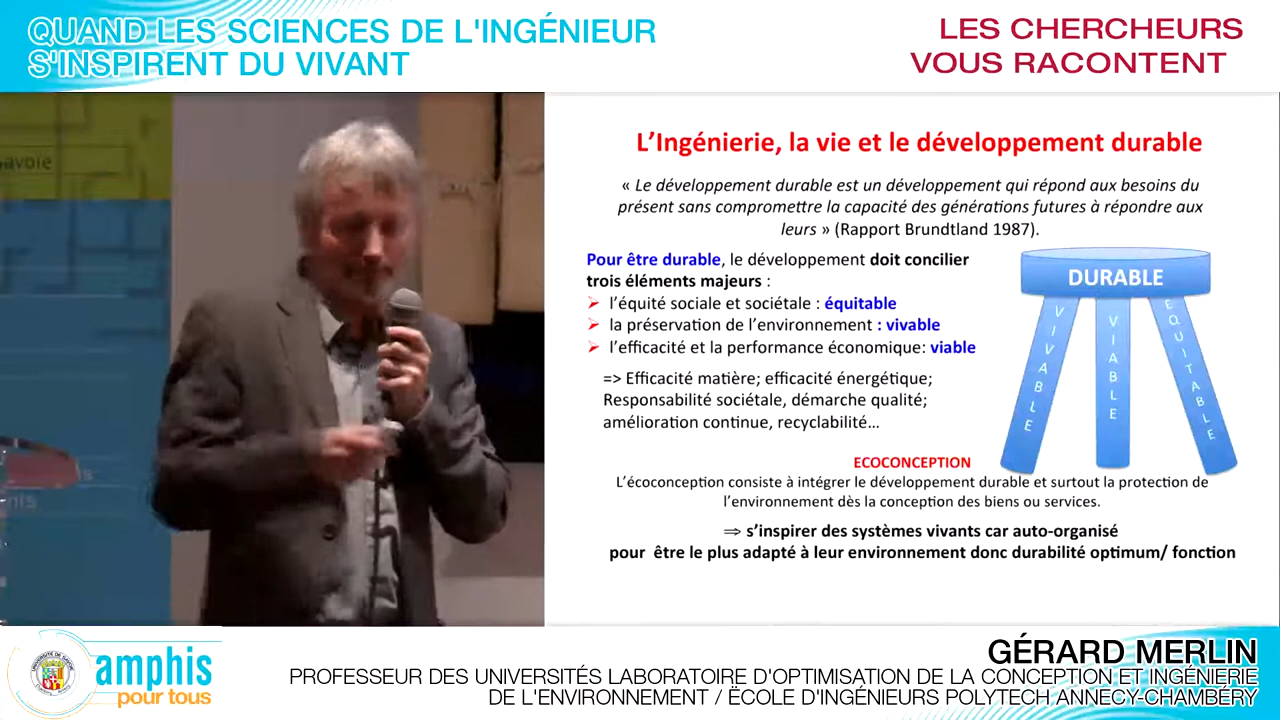 QUAND LES SCIENCES DE L'INGÉNIEUR
S'INSPIRENT DU VIVANT
LES CHERCHEURS
VOUS RACONTENT
avoie
L'Ingénierie, la vie et le développement durable
« Le développement durable est un développement qui répond aux besoins du
présent sans compromettre la capacité des générations futures à répondre aux
leurs » (Rapport Brundtland 1987).
Pour être durable, le développement doit concilier
trois éléments majeurs :
➢ l'équité sociale et sociétale : équitable
➢ la préservation de l'environnement : vivable
➢ l'efficacité et la performance économique: viable
=> Efficacité matière; efficacité énergétique;
Responsabilité sociétale, démarche qualité;
amélioration continue, recyclabilité…
DURABLE
VIVABLE
VIABLE
EQUITABLE
ECOCONCEPTION
L'écoconception consiste à intégrer le développement durable et surtout la protection de
l'environnement dès la conception des biens ou services.
⇒ s'inspirer des systèmes vivants car auto-organisé
pour être le plus adapté à leur environnement donc durabilité optimum/ fonction
amphis
pour tous
GÉRARD MERLIN
PROFESSEUR DES UNIVERSITÉS LABORATOIRE D'OPTIMISATION DE LA CONCEPTION ET INGÉNIERIE
DE L'ENVIRONNEMENT / ËCOLE D'INGÉNIEURS POLYTECH ANNECY-CHAMBÉRY